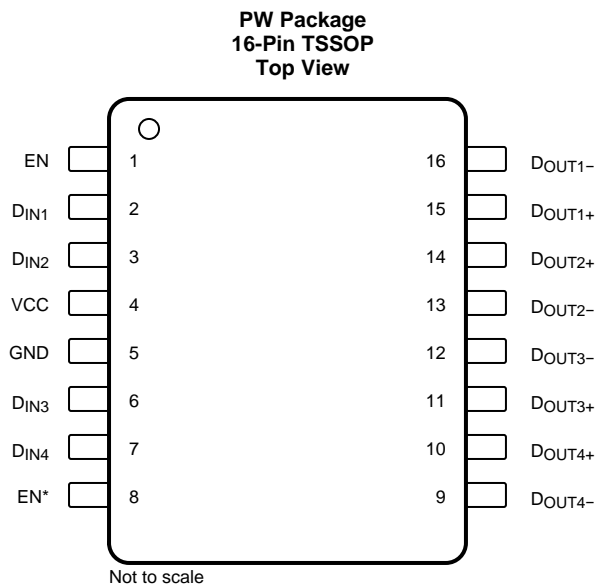 PW Package
16-Pin TSSOP
Top View
EN 1 16 DOUT1−
DIN1 2 15 DOUT1+
DIN2 3 14 DOUT2+
VCC 4 13 DOUT2−
GND 5 12 DOUT3−
DIN3 6 11 DOUT3+
DIN4 7 10 DOUT4+
EN* 8 9 DOUT4−
Not to scale